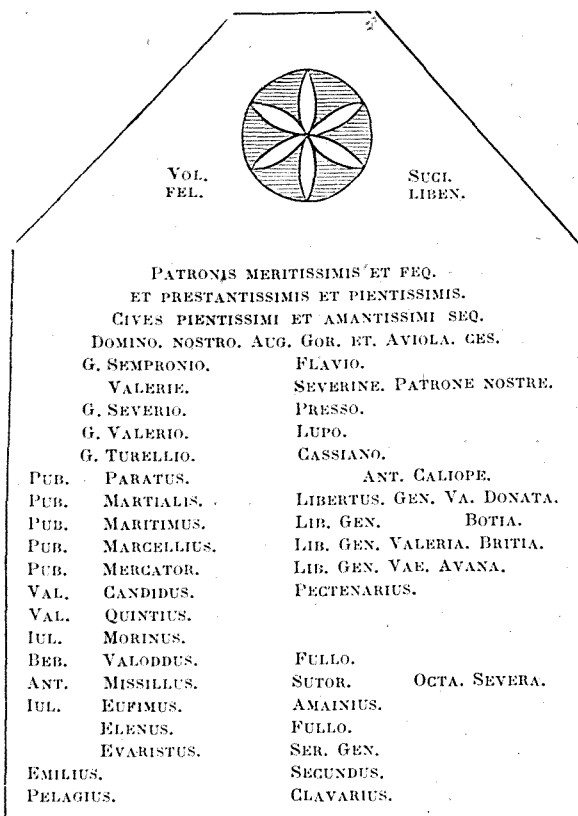 VOL. SUCI.
FEL. LIBEN.
PATRONIS MERITISSIMIS ET FEQ.
ET PRESTANTISSIMIS ET PIENTISSIMIS.
CIVES PIENTISSIMI ET AMANTISSIMI SEQ.
DOMINO. NOSTRO. AUG. GOR. ET. AVIOLA. CES.
G. SEMPRONIO. FLAVIO.
VALERIE. SEVERINE. PATRONE NOSTRE.
G. SEVERIO. PRESSO.
G. VALERIO. LUPO.
G. TURELLIO. CASSIANO.
PUB. PARATUS. ANT. CALIOPE.
PUB. MARTIALIS. LIBERTUS. GEN. VA. DONATA.
PUB. MARITIMUS. LIB. GEN. BOTIA.
PUB. MARCELLIUS. LIB. GEN. VALERIA. BRITIA.
PUB. MERCATOR. LIB. GEN. VAE. AVANA.
VAL. CANDIDUS. PECTENARIUS.
VAL. QUINTIUS.
IUL. MORINUS.
BEB. VALODDUS. FULLO.
ANT. MISSILLUS. SUTOR. OCTA. SEVERA.
IUL. EUFIMUS. AMAINIUS.
ELENUS. FULLO.
EVARISTUS. SER. GEN.
EMILIUS. SECUNDUS.
PELAGIUS. CLAVARIUS.